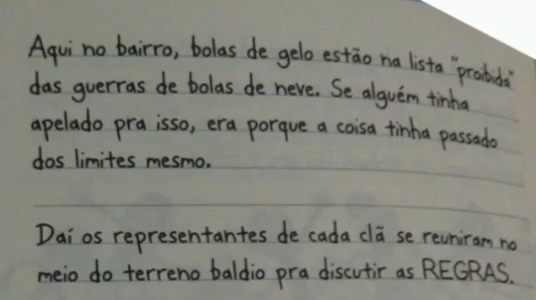 Aqui no bairro, bolas de gelo estão na lista "proibida"
das guerras de bolas de neve. Se alguém tinha
apelado pra isso, era porque a coisa tinha passado
dos limites mesmo.
Daí os representantes de cada clã se reuniram no
meio do terreno baldio pra discutir as REGRAS.